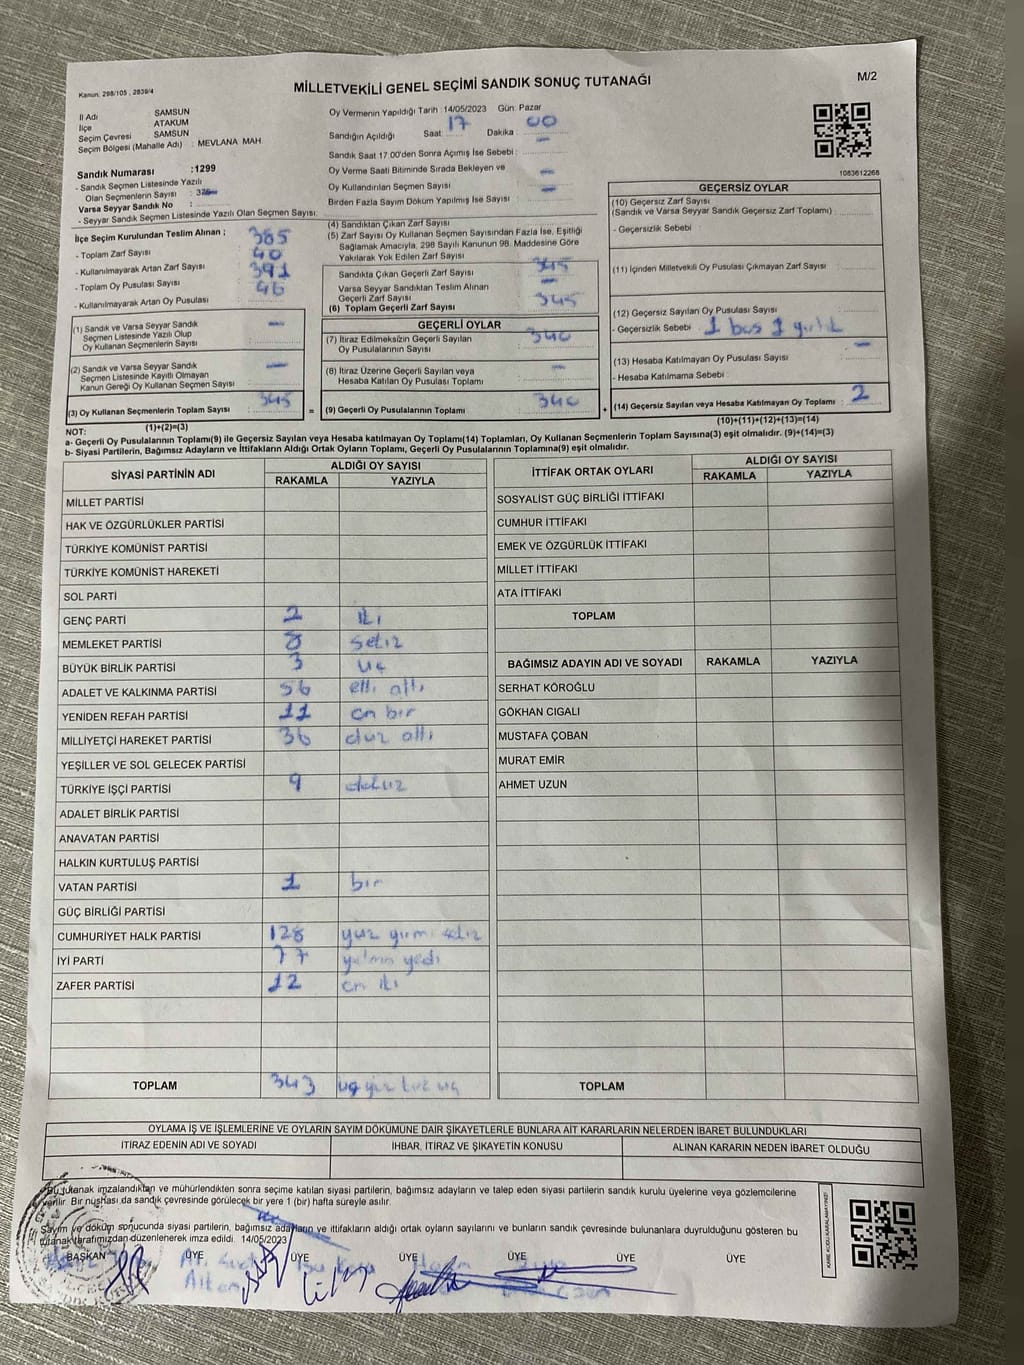 MİLLETVEKİLİ GENEL SEÇİMİ SANDIK SONUÇ TUTANAĞI
M/2
Kanun: 298/105 , 2839/4
İl Adı SAMSUN
İlçe ATAKUM
Seçim Çevresi SAMSUN
Seçim Bölgesi (Mahalle Adı) : MEVLANA MAH
Oy Vermenin Yapıldığı Tarih : 14/05/2023 Gün: Pazar
Sandığın Açıldığı Saat : 17 Dakika : 00
Sandık Saat 17:00'den Sonra Açımış İse Sebebi :
Oy Verme Saati Bitiminde Sırada Bekleyen ve
Oy Kullandırılan Seçmen Sayısı : -
Birden Fazla Sayım Döküm Yapılmış İse Sayısı : -
1083612268
Sandık Numarası :1299
- Sandık Seçmen Listesinde Yazılı
Olan Seçmenlerin Sayısı :
Varsa Seyyar Sandık No :
- Seyyar Sandık Seçmen Listesinde Yazılı Olan Seçmen Sayısı:
İlçe Seçim Kurulundan Teslim Alınan ;
- Toplam Zarf Sayısı : 385
- Kullanılmayarak Artan Zarf Sayısı : 40
- Toplam Oy Pusulası Sayısı : 391
- Kullanılmayarak Artan Oy Pusulası : 46
(1) Sandık ve Varsa Seyyar Sandık
Seçmen Listesinde Yazılı Olup
Oy Kullanan Seçmenlerin Sayısı : -
(2) Sandık ve Varsa Seyyar Sandık
Seçmen Listesinde Kayıtlı Olmayan
Kanun Gereği Oy Kullanan Seçmen Sayısı : -
(3) Oy Kullanan Seçmenlerin Toplam Sayısı : 345
(4) Sandıktan Çıkan Zarf Sayısı
(5) Zarf Sayısı Oy Kullanan Seçmen Sayısından Fazla İse, Eşitliği
Sağlamak Amacıyla, 298 Sayılı Kanunun 98. Maddesine Göre
Yakılarak Yok Edilen Zarf Sayısı :
Sandıkta Çıkan Geçerli Zarf Sayısı : 345
Varsa Seyyar Sandıktan Teslim Alınan
Geçerli Zarf Sayısı : -
(6) Toplam Geçerli Zarf Sayısı : 345
GEÇERLİ OYLAR
(7) İtiraz Edilmeksizin Geçerli Sayılan
Oy Pusulalarının Sayısı :
(8) İtiraz Üzerine Geçerli Sayılan veya
Hesaba Katılan Oy Pusulası Toplamı : -
= (9) Geçerli Oy Pusulalarının Toplamı :
GEÇERSİZ OYLAR
(10) Geçersiz Zarf Sayısı
(Sandık ve Varsa Seyyar Sandık Geçersiz Zarf Toplamı) :
- Geçersizlik Sebebi :
(11) İçinden Milletvekili Oy Pusulası Çıkmayan Zarf Sayısı :
(12) Geçersiz Sayılan Oy Pusulası Sayısı :
- Geçersizlik Sebebi : 1 bos 1 yırtık
(13) Hesaba Katılmayan Oy Pusulası Sayısı : -
- Hesaba Katılmama Sebebi :
+ (14) Geçersiz Sayılan veya Hesaba Katılmayan Oy Toplamı : 2
NOT: (1)+(2)=(3)
(10)+(11)+(12)+(13)=(14)
a- Geçerli Oy Pusulalarının Toplamı(9) ile Geçersiz Sayılan veya Hesaba katılmayan Oy Toplamı(14) Toplamları, Oy Kullanan Seçmenlerin Toplam Sayısına(3) eşit olmalıdır. (9)+(14)=(3)
b- Siyasi Partilerin, Bağımsız Adayların ve İttifakların Aldığı Ortak Oyların Toplamı, Geçerli Oy Pusulalarının Toplamına(9) eşit olmalıdır.
SİYASİ PARTİNİN ADI ALDIĞI OY SAYISI
RAKAMLA YAZIYLA
MİLLET PARTİSİ
HAK VE ÖZGÜRLÜKLER PARTİSİ
TÜRKİYE KOMÜNİST PARTİSİ
TÜRKİYE KOMÜNİST HAREKETİ
SOL PARTİ
GENÇ PARTİ 2 iki
MEMLEKET PARTİSİ 8 sekiz
BÜYÜK BİRLİK PARTİSİ 3 üç
ADALET VE KALKINMA PARTİSİ 56 elli altı
YENİDEN REFAH PARTİSİ 11 on bir
MİLLİYETÇİ HAREKET PARTİSİ 36 otuz altı
YEŞİLLER VE SOL GELECEK PARTİSİ
TÜRKİYE İŞÇİ PARTİSİ 9 dokuz
ADALET BİRLİK PARTİSİ
ANAVATAN PARTİSİ
HALKIN KURTULUŞ PARTİSİ
VATAN PARTİSİ 1 bir
GÜÇ BİRLİĞİ PARTİSİ
CUMHURİYET HALK PARTİSİ 128 yüz yirmi sekiz
İYİ PARTİ 77 yetmiş yedi
ZAFER PARTİSİ 12 on iki
TOPLAM 343 üç yüz kırk üç
İTTİFAK ORTAK OYLARI ALDIĞI OY SAYISI
RAKAMLA YAZIYLA
SOSYALİST GÜÇ BİRLİĞİ İTTİFAKI
CUMHUR İTTİFAKI
EMEK VE ÖZGÜRLÜK İTTİFAKI
MİLLET İTTİFAKI
ATA İTTİFAKI
TOPLAM
BAĞIMSIZ ADAYIN ADI VE SOYADI RAKAMLA YAZIYLA
SERHAT KÖROĞLU
GÖKHAN CIGALI
MUSTAFA ÇOBAN
MURAT EMİR
AHMET UZUN
TOPLAM
OYLAMA İŞ VE İŞLEMLERİNE VE OYLARIN SAYIM DÖKÜMÜNE DAİR ŞİKAYETLERLE BUNLARA AİT KARARLARIN NELERDEN İBARET BULUNDUKLARI
İTİRAZ EDENİN ADI VE SOYADI İHBAR, İTİRAZ VE ŞİKAYETİN KONUSU ALINAN KARARIN NEDEN İBARET OLDUĞU
Bu tutanak imzalandıktan ve mühürlendikten sonra seçime katılan siyasi partilerin, bağımsız adayların ve talep eden siyasi partilerin sandık kurulu üyelerine veya gözlemcilerine
verilir. Bir nüshası da sandık çevresinde görülecek bir yere 1 (bir) hafta süreyle asılır.
Sayım ve döküm sonucunda siyasi partilerin, bağımsız adayların ve ittifakların aldığı ortak oyların sayılarını ve bunların sandık çevresinde bulunanlara duyrulduğunu gösteren bu
tutanak tarafımızdan düzenlenerek imza edildi. 14/05/2023
BAŞKAN ÜYE ÜYE ÜYE ÜYE ÜYE ÜYE
KARE KODU KARALAMAYINIZ!